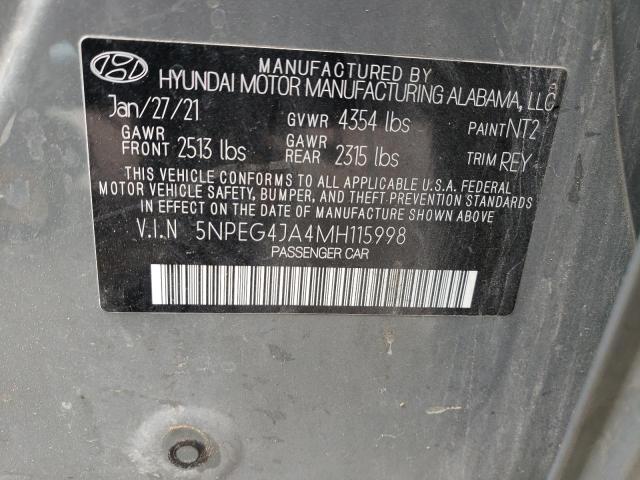 MANUFACTURED BY
HYUNDAI MOTOR MANUFACTURING ALABAMA, LLC
Jan/27/21 GVWR 4354 lbs PAINT NT2
GAWR FRONT 2513 lbs GAWR REAR 2315 lbs TRIM REY
THIS VEHICLE CONFORMS TO ALL APPLICABLE U.S.A. FEDERAL
MOTOR VEHICLE SAFETY, BUMPER, AND THEFT PREVENTION STANDARDS
IN EFFECT ON THE DATE OF MANUFACTURE SHOWN ABOVE.
V.I.N 5NPEG4JA4MH115998
PASSENGER CAR